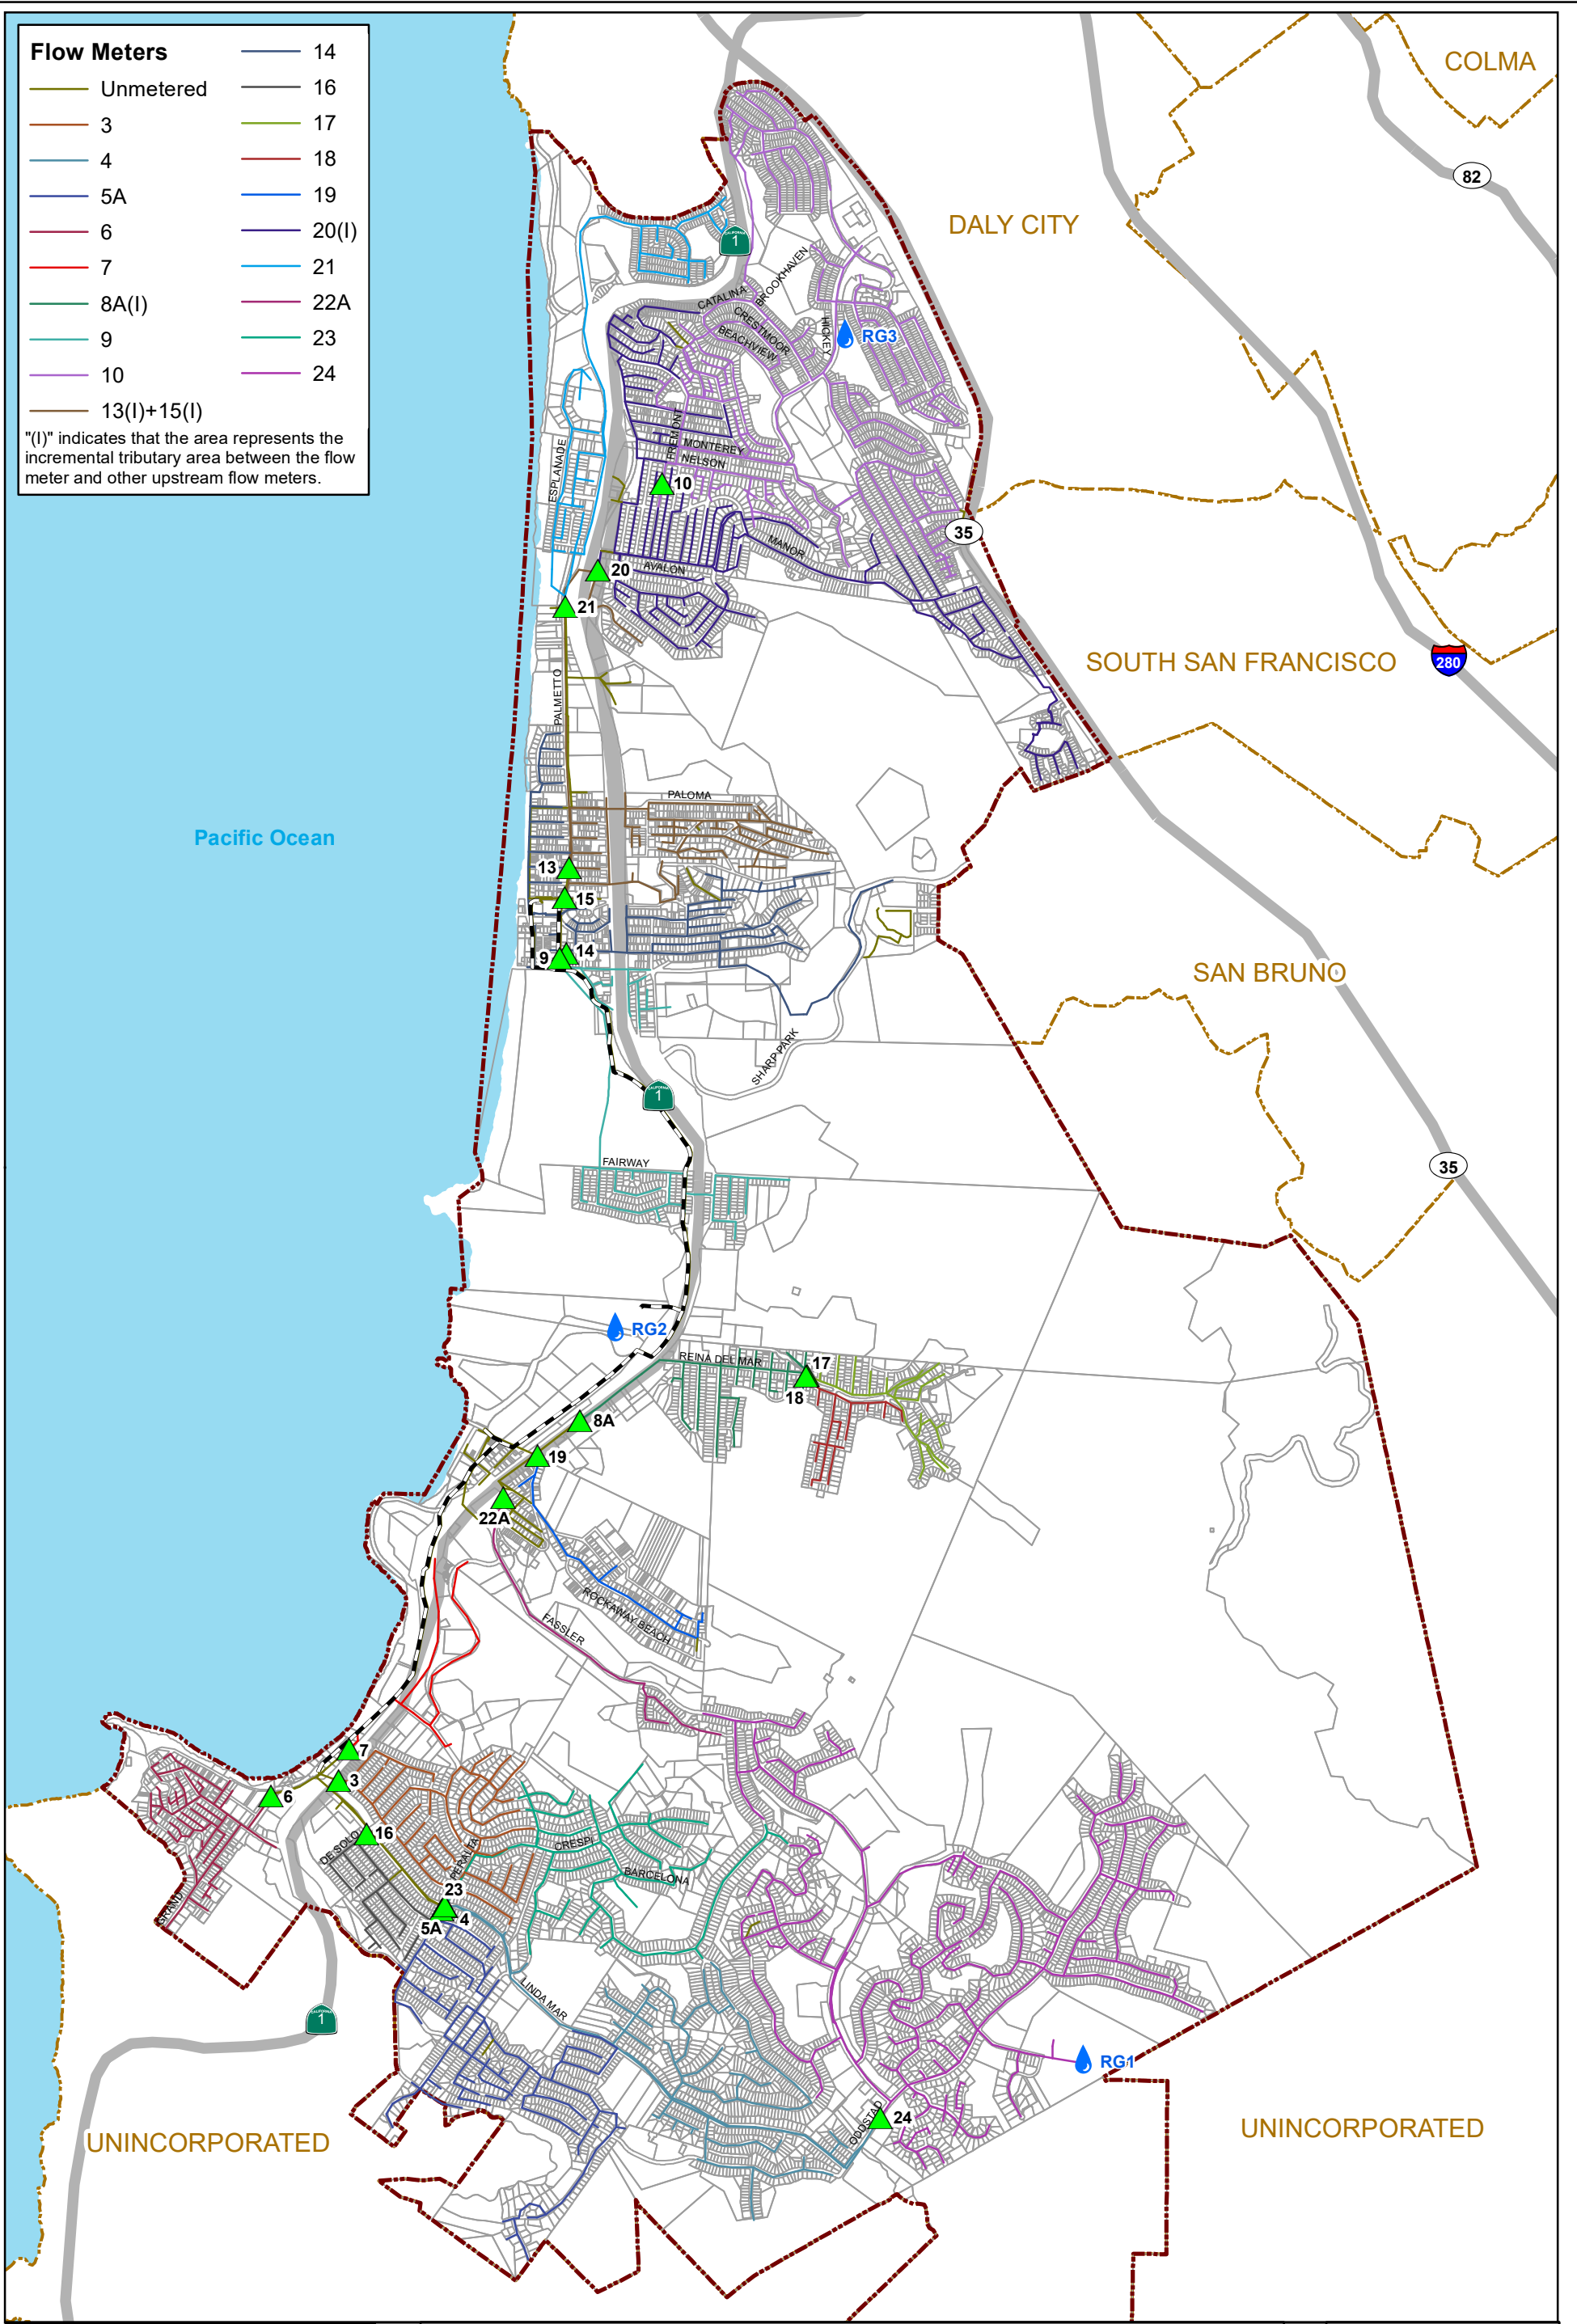 Flow Meters
Unmetered
3
4
5A
6
7
8A(I)
9
10
13(I)+15(I)
14
16
17
18
19
20(I)
21
22A
23
24
"(I)" indicates that the area represents the
incremental tributary area between the flow
meter and other upstream flow meters.
COLMA
82
DALY CITY
CALIFORNIA
1
BROOKHAVEN
CATALINA
CRESTMOOR
BEACHVIEW
HICKEY
RG3
FREMONT
MONTEREY
NELSON
ESPLANADE
10
35
MANOR
20
AVALON
21
SOUTH SAN FRANCISCO
280
PALMETTO
PALOMA
Pacific Ocean
13
15
14
9
SAN BRUNO
SHARP PARK
CALIFORNIA
1
FAIRWAY
35
RG2
REINA DEL MAR
17
18
8A
19
22A
ROCKAWAY BEACH
FASSLER
7
3
6
16
DE SOLO
PERALTA
CRESPI
BARCELONA
23
4
5A
GRAND
LINDA MAR
CALIFORNIA
1
RG1
ODDSTAD
24
UNINCORPORATED
UNINCORPORATED